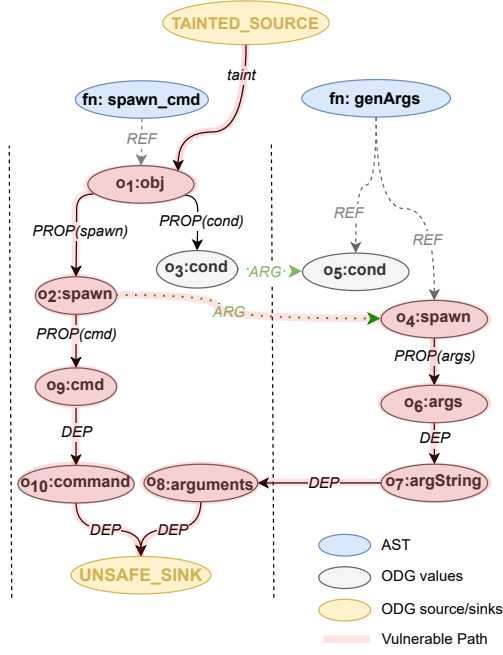 TAINTED_SOURCE
taint
fn: spawn_cmd
fn: genArgs
REF
o1:obj
PROP(spawn)
PROP(cond)
REF
REF
o3:cond
ARG
o5:cond
o2:spawn
ARG
o4:spawn
PROP(cmd)
PROP(args)
o9:cmd
o6:args
DEP
DEP
o10:command
o8:arguments
DEP
o7:argString
DEP
DEP
UNSAFE_SINK
AST
ODG values
ODG source/sinks
Vulnerable Path